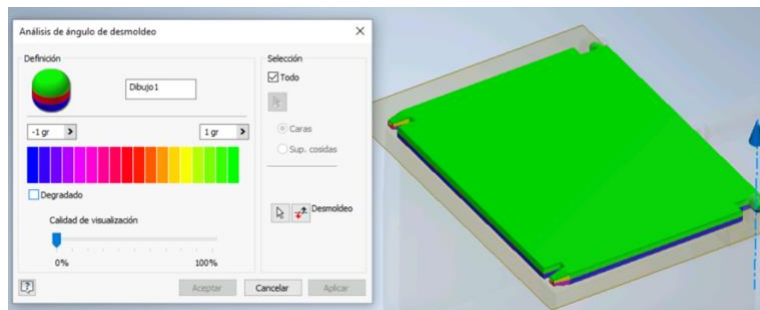 Análisis de ángulo de desmoldeo
Definición
Dibujo1
-1 gr
1 gr
Degradado
Calidad de visualización
0%
100%
Selección
Todo
Caras
Sup. cosidas
Desmoldeo
?
Aceptar
Cancelar
Aplicar